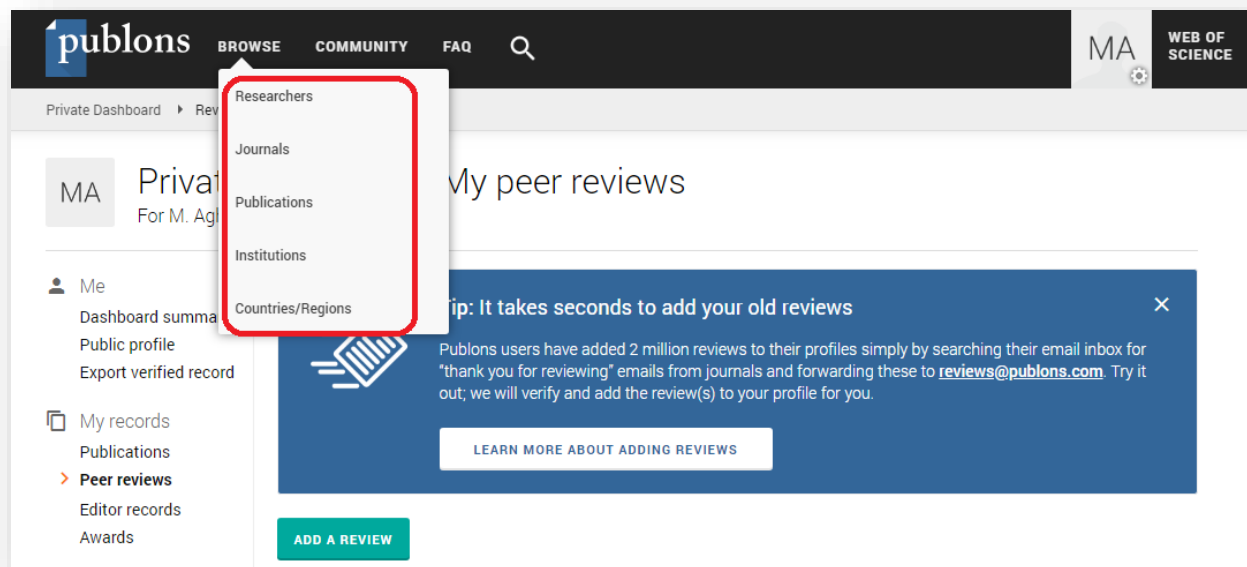 publons BROWSE COMMUNITY FAQ MA WEB OF SCIENCE
Private Dashboard Rev
Researchers
Journals
Publications
Institutions
Countries/Regions
MA
My peer reviews
For M.
Me
Dashboard
Public profile
Export verified record
My records
Publications
Peer reviews
Editor records
Awards
It takes seconds to add your old reviews
Publons users have added 2 million reviews to their profiles simply by searching their email inbox for
"thank you for reviewing" emails from journals and forwarding these to reviews@publons.com. Try it
out; we will verify and add the review(s) to your profile for you.
LEARN MORE ABOUT ADDING REVIEWS
ADD A REVIEW